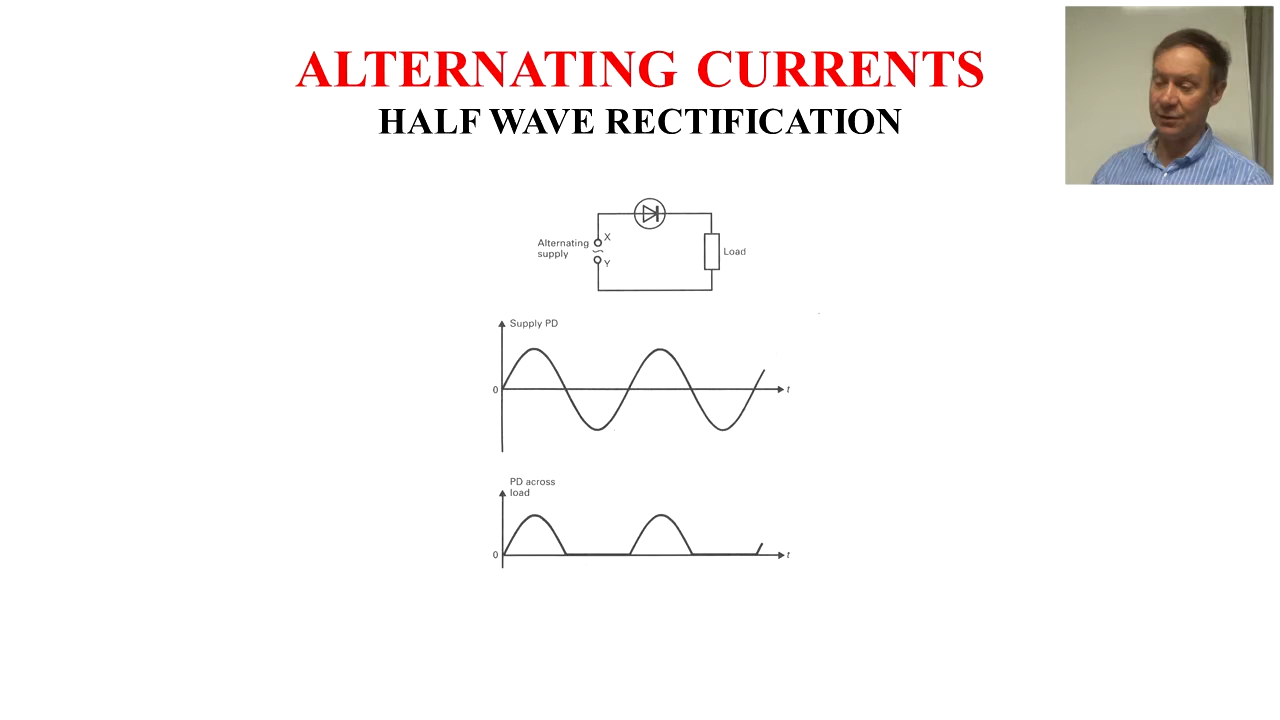 ALTERNATING CURRENTS
HALF WAVE RECTIFICATION
X
Alternating
supply
Y
Load
Supply PD
0
t
PD across
load
0
t